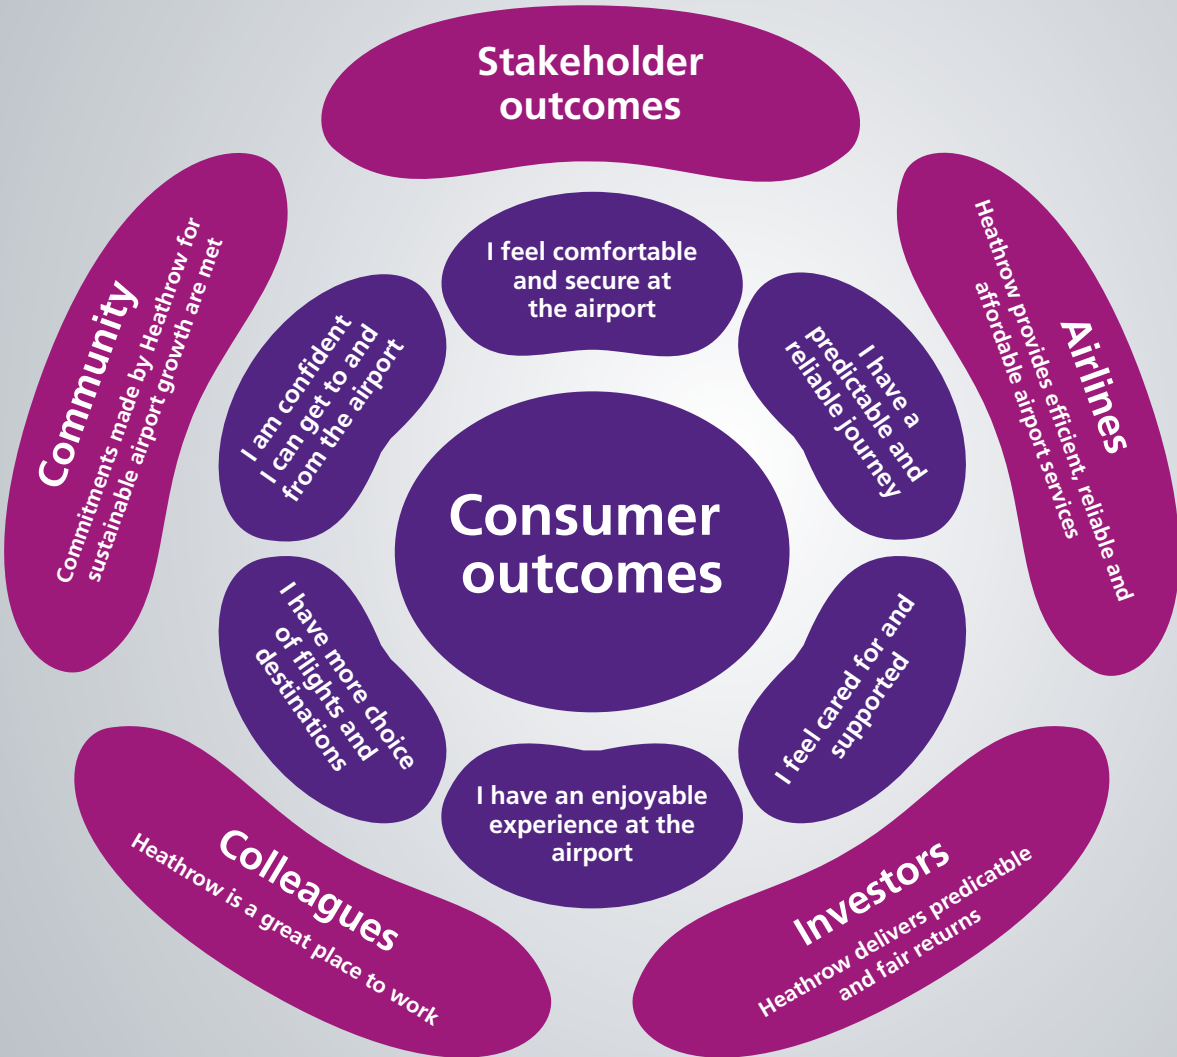 Stakeholder
outcomes
Community
Commitments made by Heathrow for
sustainable airport growth are met
Airlines
Heathrow provides efficient, reliable and
affordable airport services
I feel comfortable
and secure at
the airport
I am confident
I can get to and
from the airport
I have a
predictable and
reliable journey
Consumer
outcomes
I have more choice
of flights and
destinations
I feel cared for and
supported
I have an enjoyable
experience at the
airport
Colleagues
Heathrow is a great place to work
Investors
Heathrow delivers predicatble
and fair returns